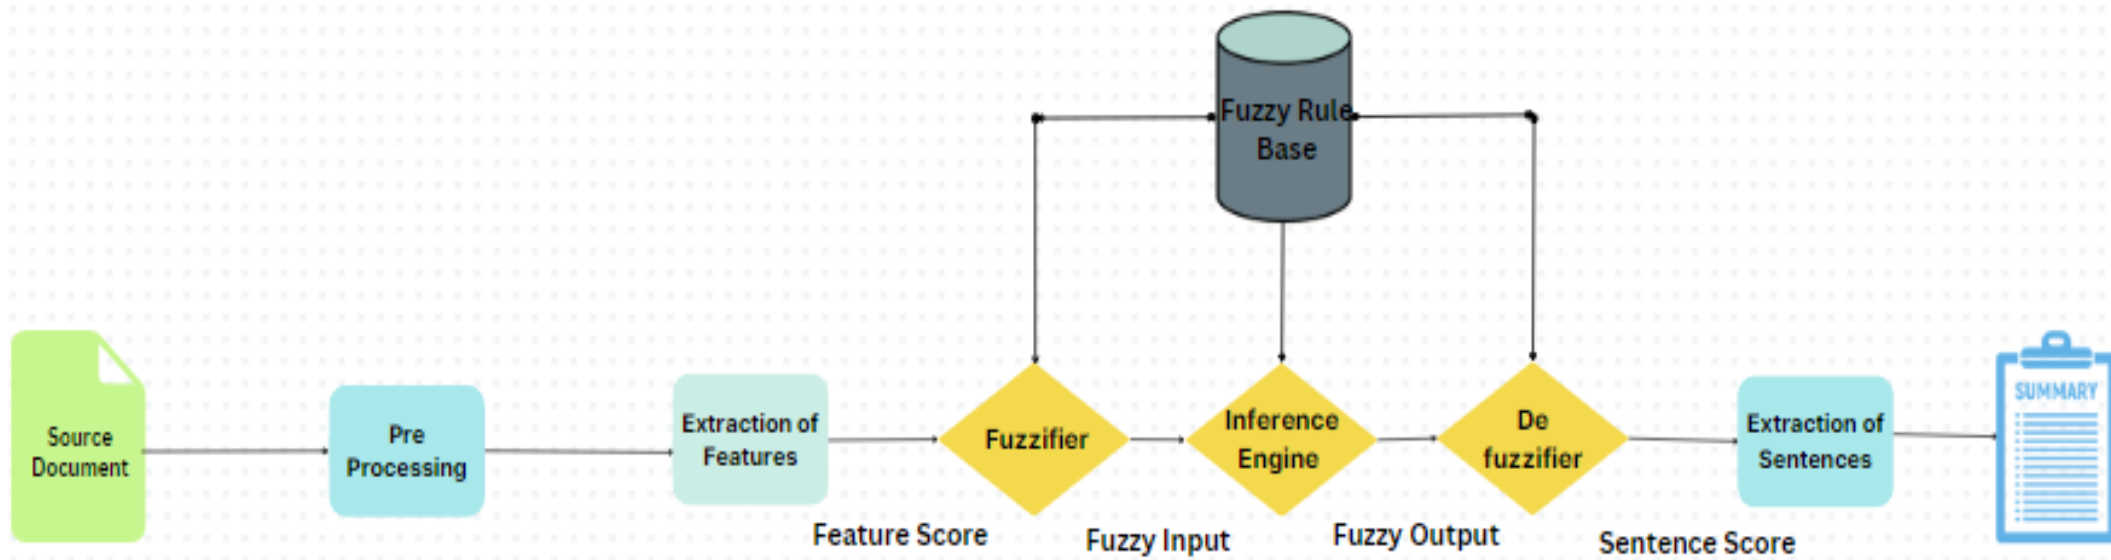 Fuzzy Rule
Base
Source
Document
Pre
Processing
Extraction of
Features
Fuzzifier
Inference
Engine
De
fuzzifier
Extraction of
Sentences
SUMMARY
Feature Score
Fuzzy Input
Fuzzy Output
Sentence Score